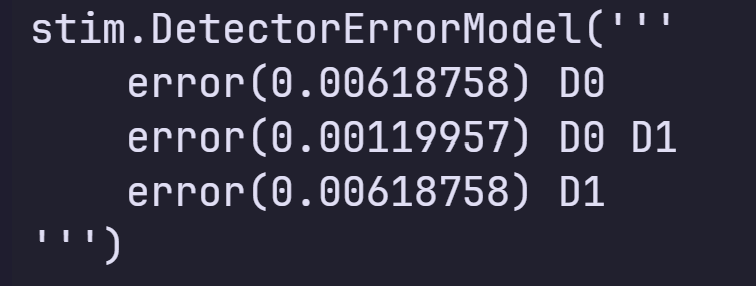 stim.DetectorErrorModel('''
    error(0.00618758) D0
    error(0.00119957) D0 D1
    error(0.00618758) D1
''')